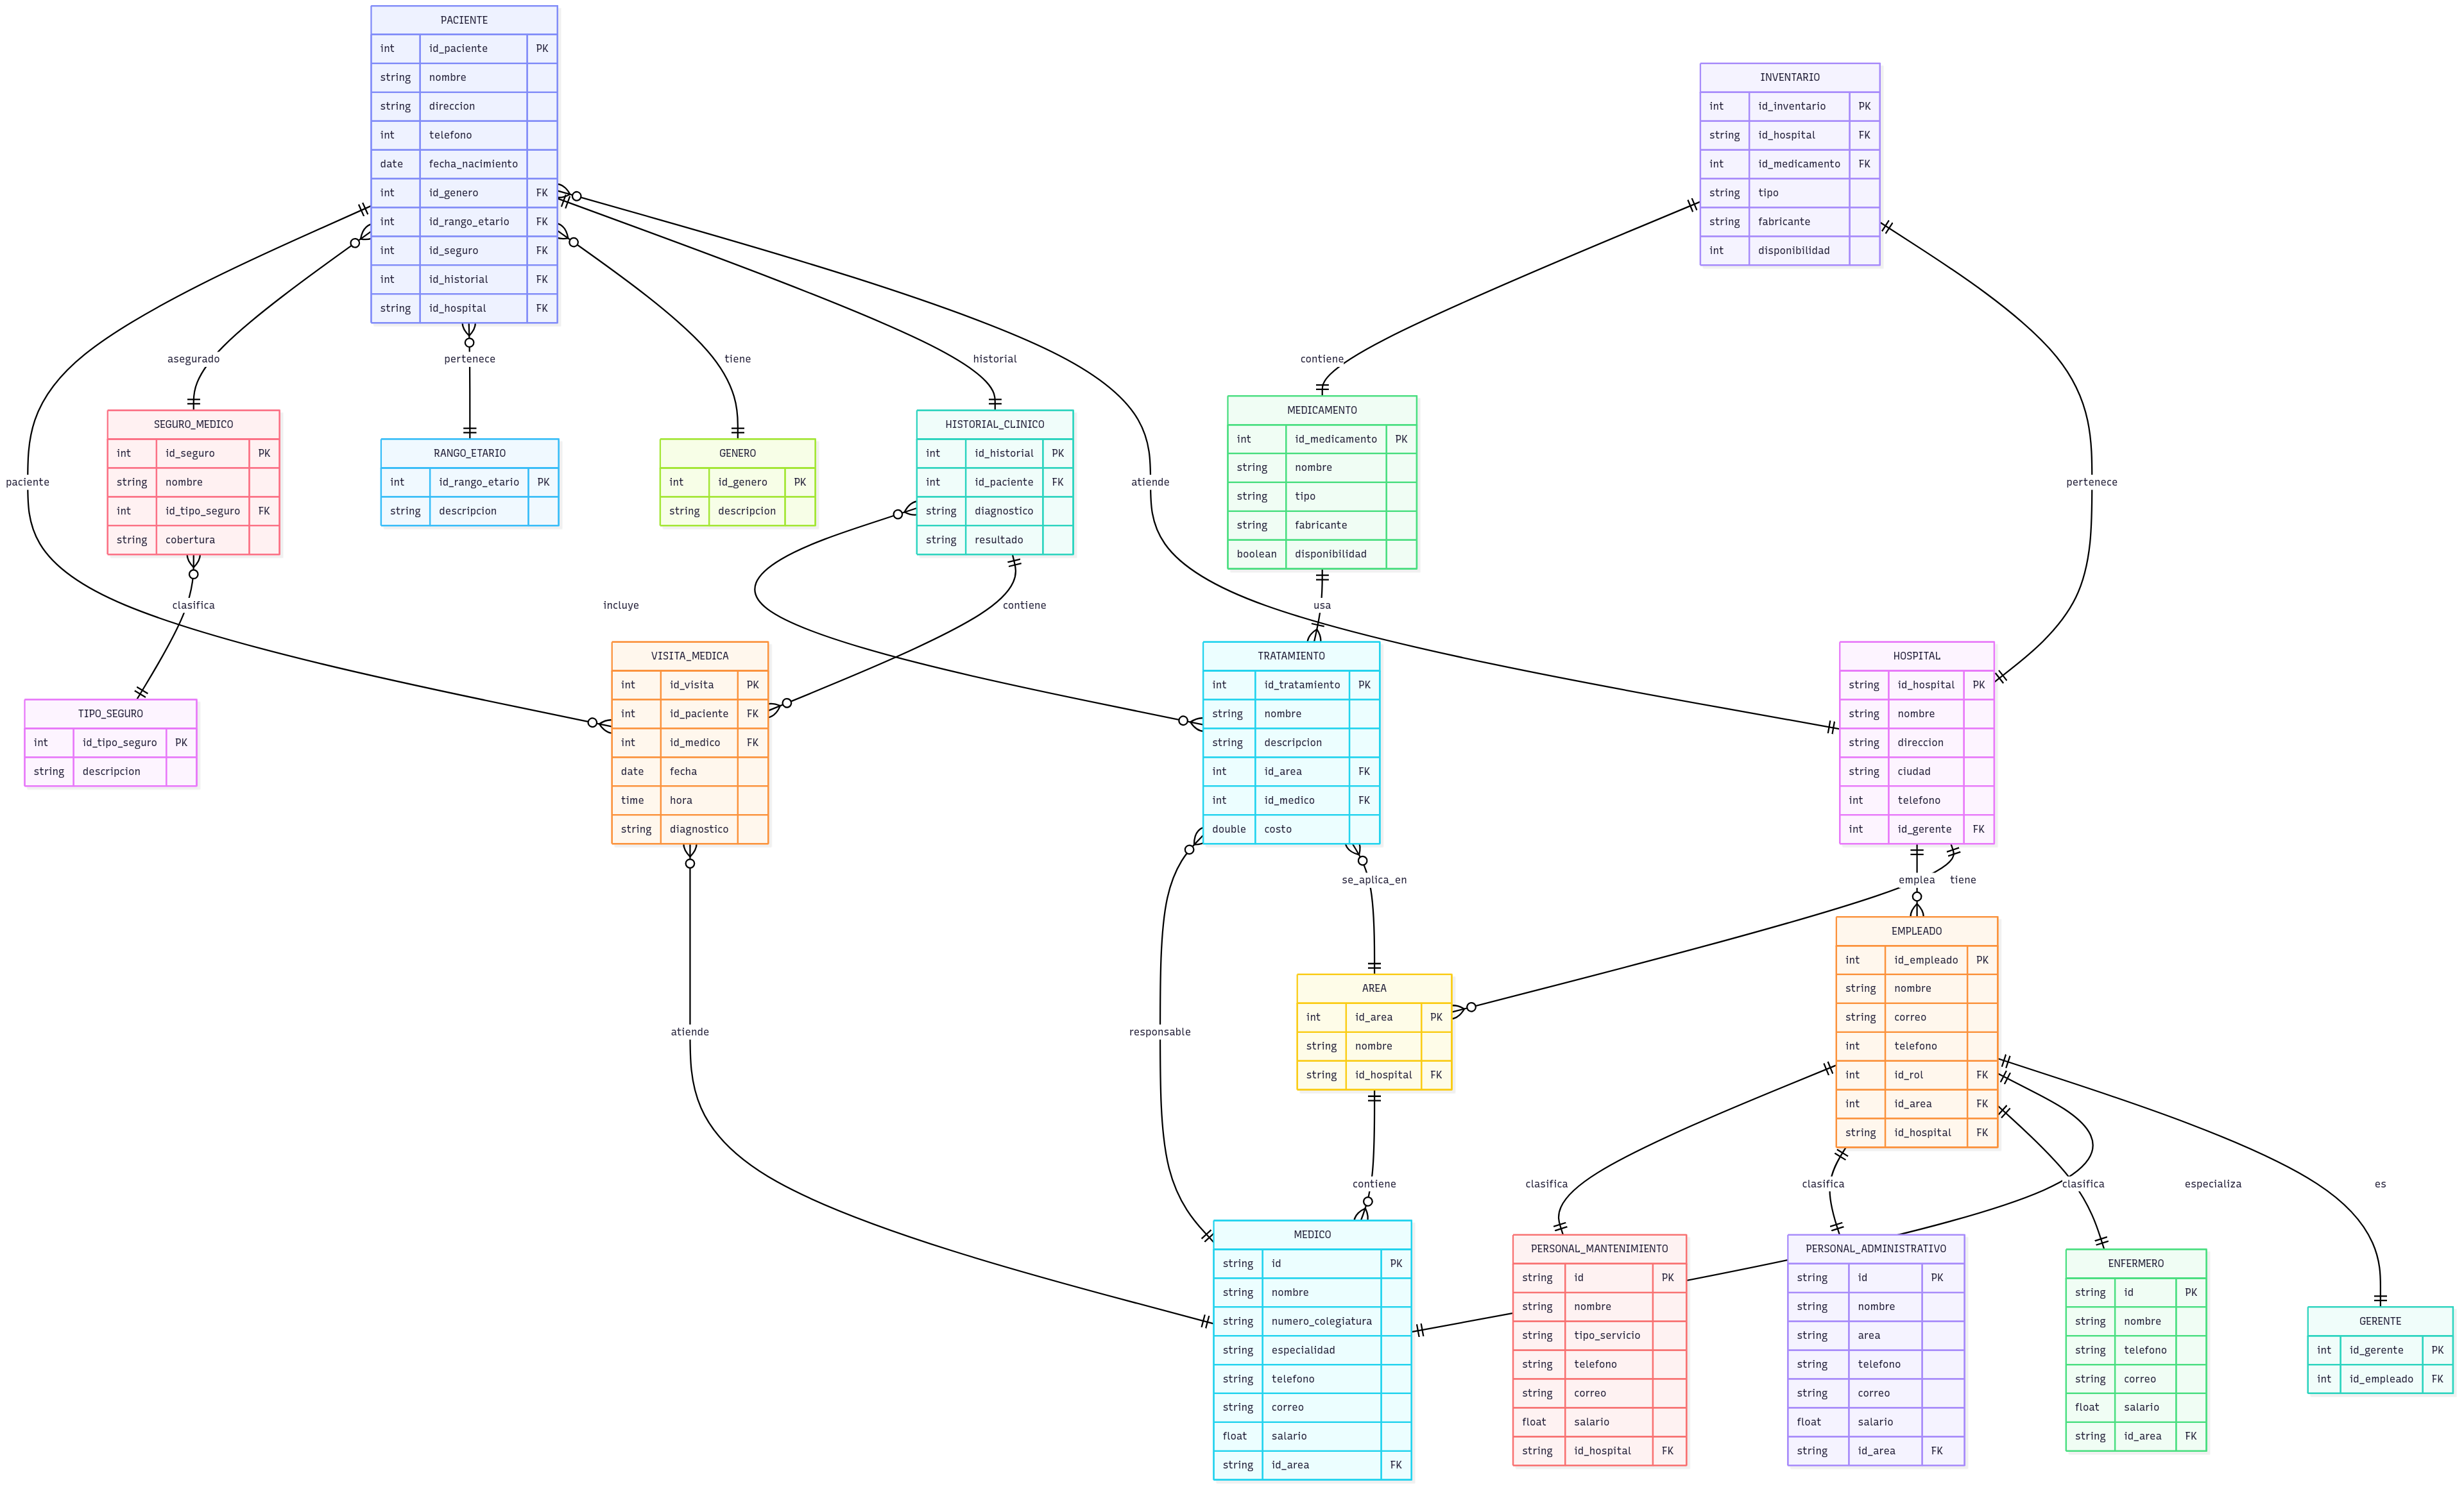 PACIENTE
int id_paciente PK
string nombre
string direccion
int telefono
date fecha_nacimiento
int id_genero FK
int id_rango_etario FK
int id_seguro FK
int id_historial FK
string id_hospital FK
INVENTARIO
int id_inventario PK
string id_hospital FK
int id_medicamento FK
string tipo
string fabricante
int disponibilidad
asegurado
pertenece
tiene
historial
contiene
SEGURO_MEDICO
int id_seguro PK
string nombre
int id_tipo_seguro FK
string cobertura
RANGO_ETARIO
int id_rango_etario PK
string descripcion
GENERO
int id_genero PK
string descripcion
HISTORIAL_CLINICO
int id_historial PK
int id_paciente FK
string diagnostico
string resultado
MEDICAMENTO
int id_medicamento PK
string nombre
string tipo
string fabricante
boolean disponibilidad
paciente
atiende
pertenece
clasifica
incluye
contiene
usa
TIPO_SEGURO
int id_tipo_seguro PK
string descripcion
VISITA_MEDICA
int id_visita PK
int id_paciente FK
int id_medico FK
date fecha
time hora
string diagnostico
TRATAMIENTO
int id_tratamiento PK
string nombre
string descripcion
int id_area FK
int id_medico FK
double costo
HOSPITAL
string id_hospital PK
string nombre
string direccion
string ciudad
int telefono
int id_gerente FK
se_aplica_en
emplea
tiene
AREA
int id_area PK
string nombre
string id_hospital FK
EMPLEADO
int id_empleado PK
string nombre
string correo
int telefono
int id_rol FK
int id_area FK
string id_hospital FK
atiende
responsable
contiene
clasifica
clasifica
clasifica
especializa
es
MEDICO
string id PK
string nombre
string numero_colegiatura
string especialidad
string telefono
string correo
float salario
string id_area FK
PERSONAL_MANTENIMIENTO
string id PK
string nombre
string tipo_servicio
string telefono
string correo
float salario
string id_hospital FK
PERSONAL_ADMINISTRATIVO
string id PK
string nombre
string area
string telefono
string correo
float salario
string id_area FK
ENFERMERO
string id PK
string nombre
string telefono
string correo
float salario
string id_area FK
GERENTE
int id_gerente PK
int id_empleado FK